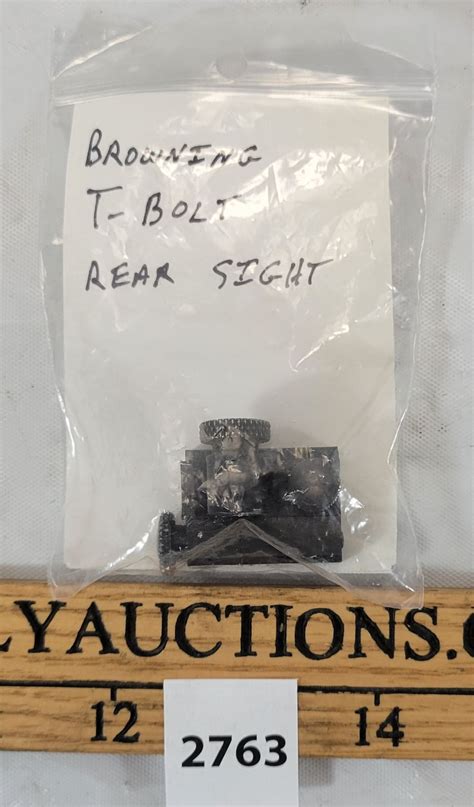 BROWNING
T-BOLT
REAR SIGHT
LYAUCTIONS.C
12 14
2763